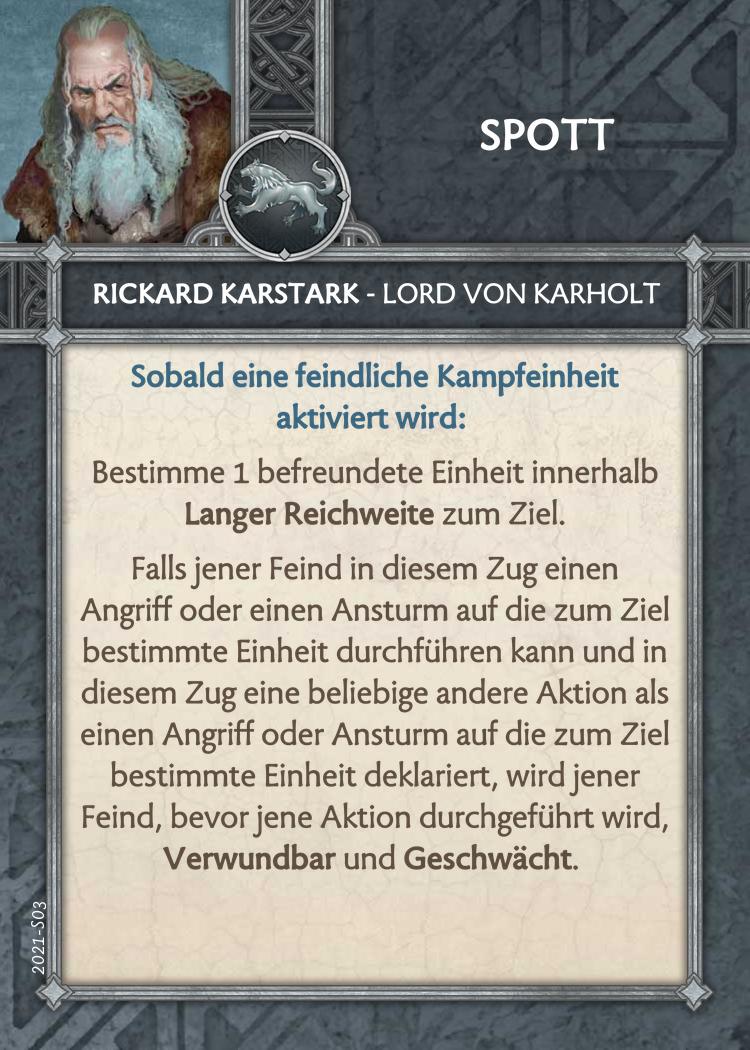 SPOTT
RICKARD KARSTARK - LORD VON KARHOLT
Sobald eine feindliche Kampfeinheit
aktiviert wird:
Bestimme 1 befreundete Einheit innerhalb
Langer Reichweite zum Ziel.
Falls jener Feind in diesem Zug einen
Angriff oder einen Ansturm auf die zum Ziel
bestimmte Einheit durchführen kann und in
diesem Zug eine beliebige andere Aktion als
einen Angriff oder Ansturm auf die zum Ziel
bestimmte Einheit deklariert, wird jener
Feind, bevor jene Aktion durchgeführt wird,
Verwundbar und Geschwächt.
2021-S03